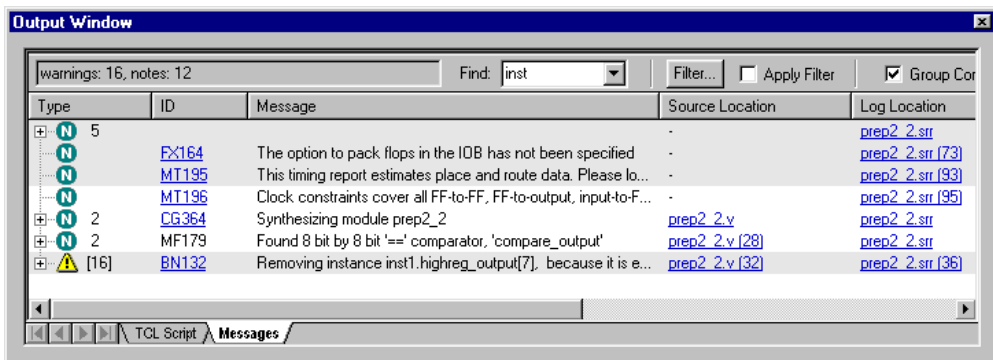 Output Window
warnings: 16, notes: 12 Find: inst Filter... Apply Filter Group Cor
Type ID Message Source Location Log Location
N 5 - prep2_2.srr
N FX164 The option to pack flops in the IOB has not been specified - prep2_2.srr (73)
N MT195 This timing report estimates place and route data. Please lo... - prep2_2.srr (93)
N MT196 Clock constraints cover all FF-to-FF, FF-to-output, input-to-F... - prep2_2.srr (95)
N 2 CG364 Synthesizing module prep2_2 prep2_2.v prep2_2.srr
N 2 MF179 Found 8 bit by 8 bit '==' comparator, 'compare_output' prep2_2.v (28) prep2_2.srr
[16] BN132 Removing instance inst1.highreg_output[7], because it is e... prep2_2.v (32) prep2_2.srr (36)
TCL Script Messages